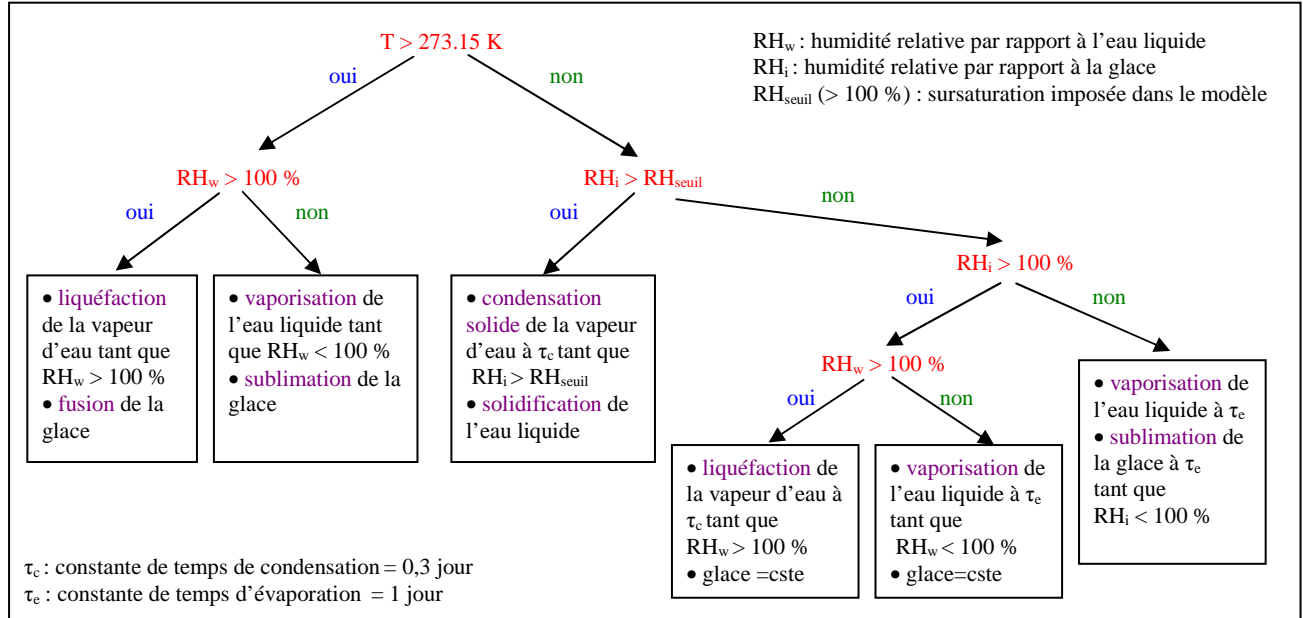 T > 273.15 K
RHw : humidité relative par rapport à l'eau liquide
RHi : humidité relative par rapport à la glace
RHseuil (> 100 %) : sursaturation imposée dans le modèle
oui
non
RHw > 100 %
RHi > RHseuil
oui
non
oui
non
RHi > 100 %
oui
non
• liquéfaction
de la vapeur
d'eau tant que
RHw > 100 %
• fusion de la
glace
• vaporisation de
l'eau liquide tant
que RHw < 100 %
• sublimation de la
glace
• condensation
solide de la vapeur
d'eau à τc tant que
RHi > RHseuil
• solidification de
l'eau liquide
RHw > 100 %
oui
non
• vaporisation de
l'eau liquide à τe
• sublimation de
la glace à τe
tant que
RHi < 100 %
• liquéfaction de
la vapeur d'eau à
τc tant que
RHw > 100 %
• glace =cste
• vaporisation de
l'eau liquide à τe
tant que
RHw < 100 %
• glace=cste
τc : constante de temps de condensation = 0,3 jour
τe : constante de temps d'évaporation = 1 jour